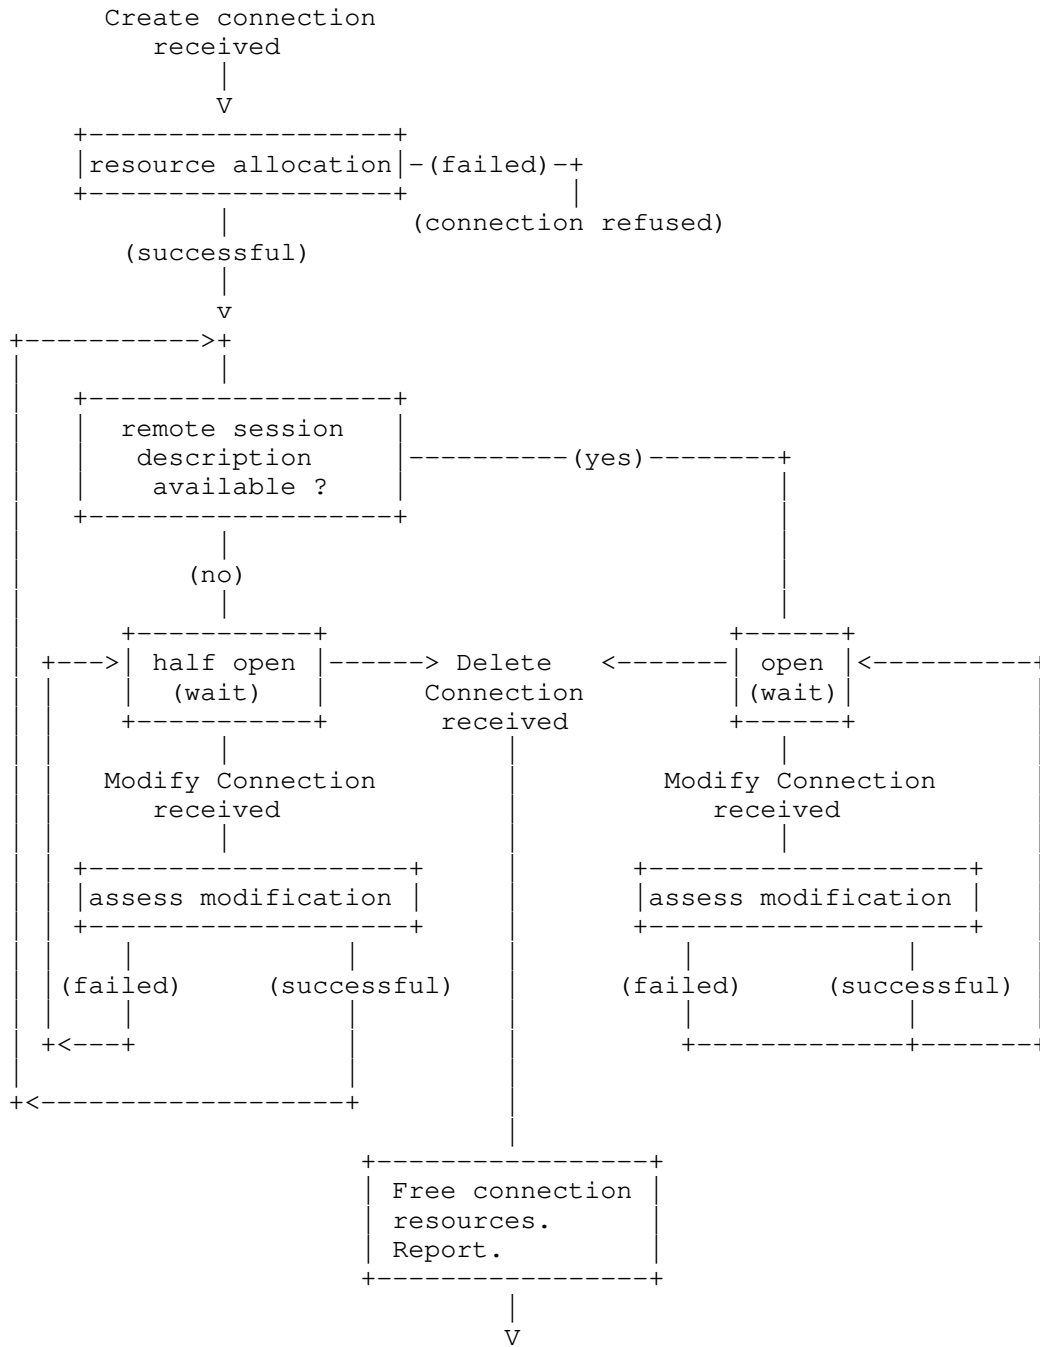 Create connection
received
V
resource allocation -(failed)-+
(connection refused)
(successful)
v
remote session
description (yes)
available ?
(no)
half open Delete open
(wait) Connection (wait)
received
Modify Connection Modify Connection
received received
assess modification assess modification
(failed) (successful) (failed) (successful)
Free connection
resources.
Report.
V